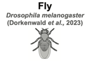 Fly
Drosophila melanogaster
(Dorkenwald et al., 2023)